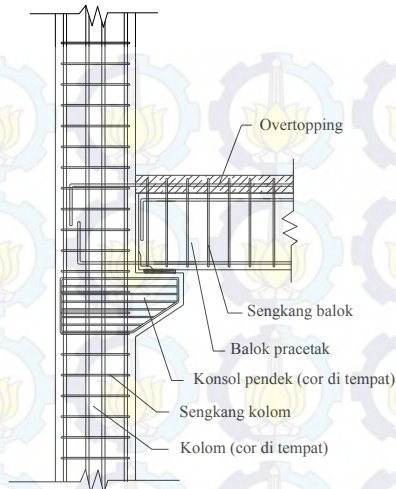 Overtopping
Sengkang balok
Balok pracetak
Konsol pendek (cor di tempat)
Sengkang kolom
Kolom (cor di tempat)